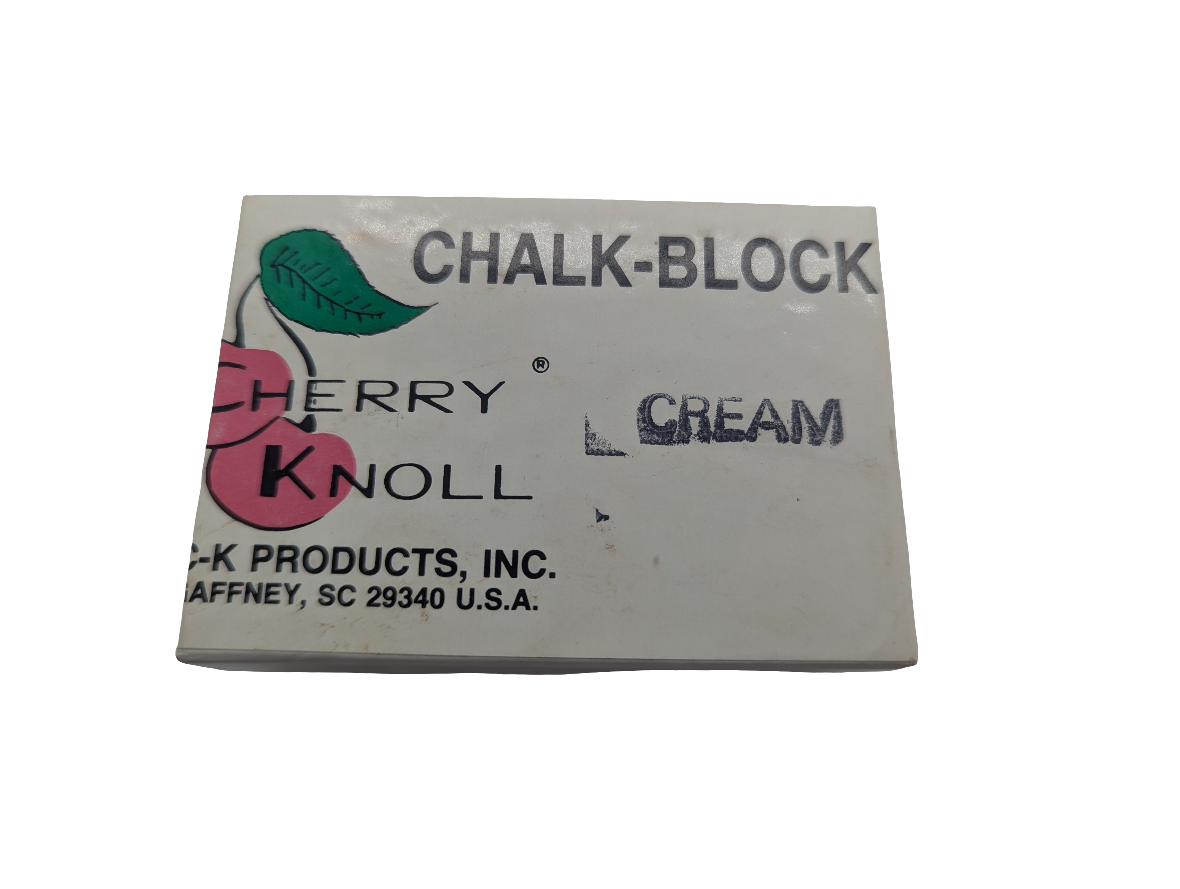 CHALK-BLOCK
CHERRY ®
KNOLL
CREAM
C-K PRODUCTS, INC.
GAFFNEY, SC 29340 U.S.A.